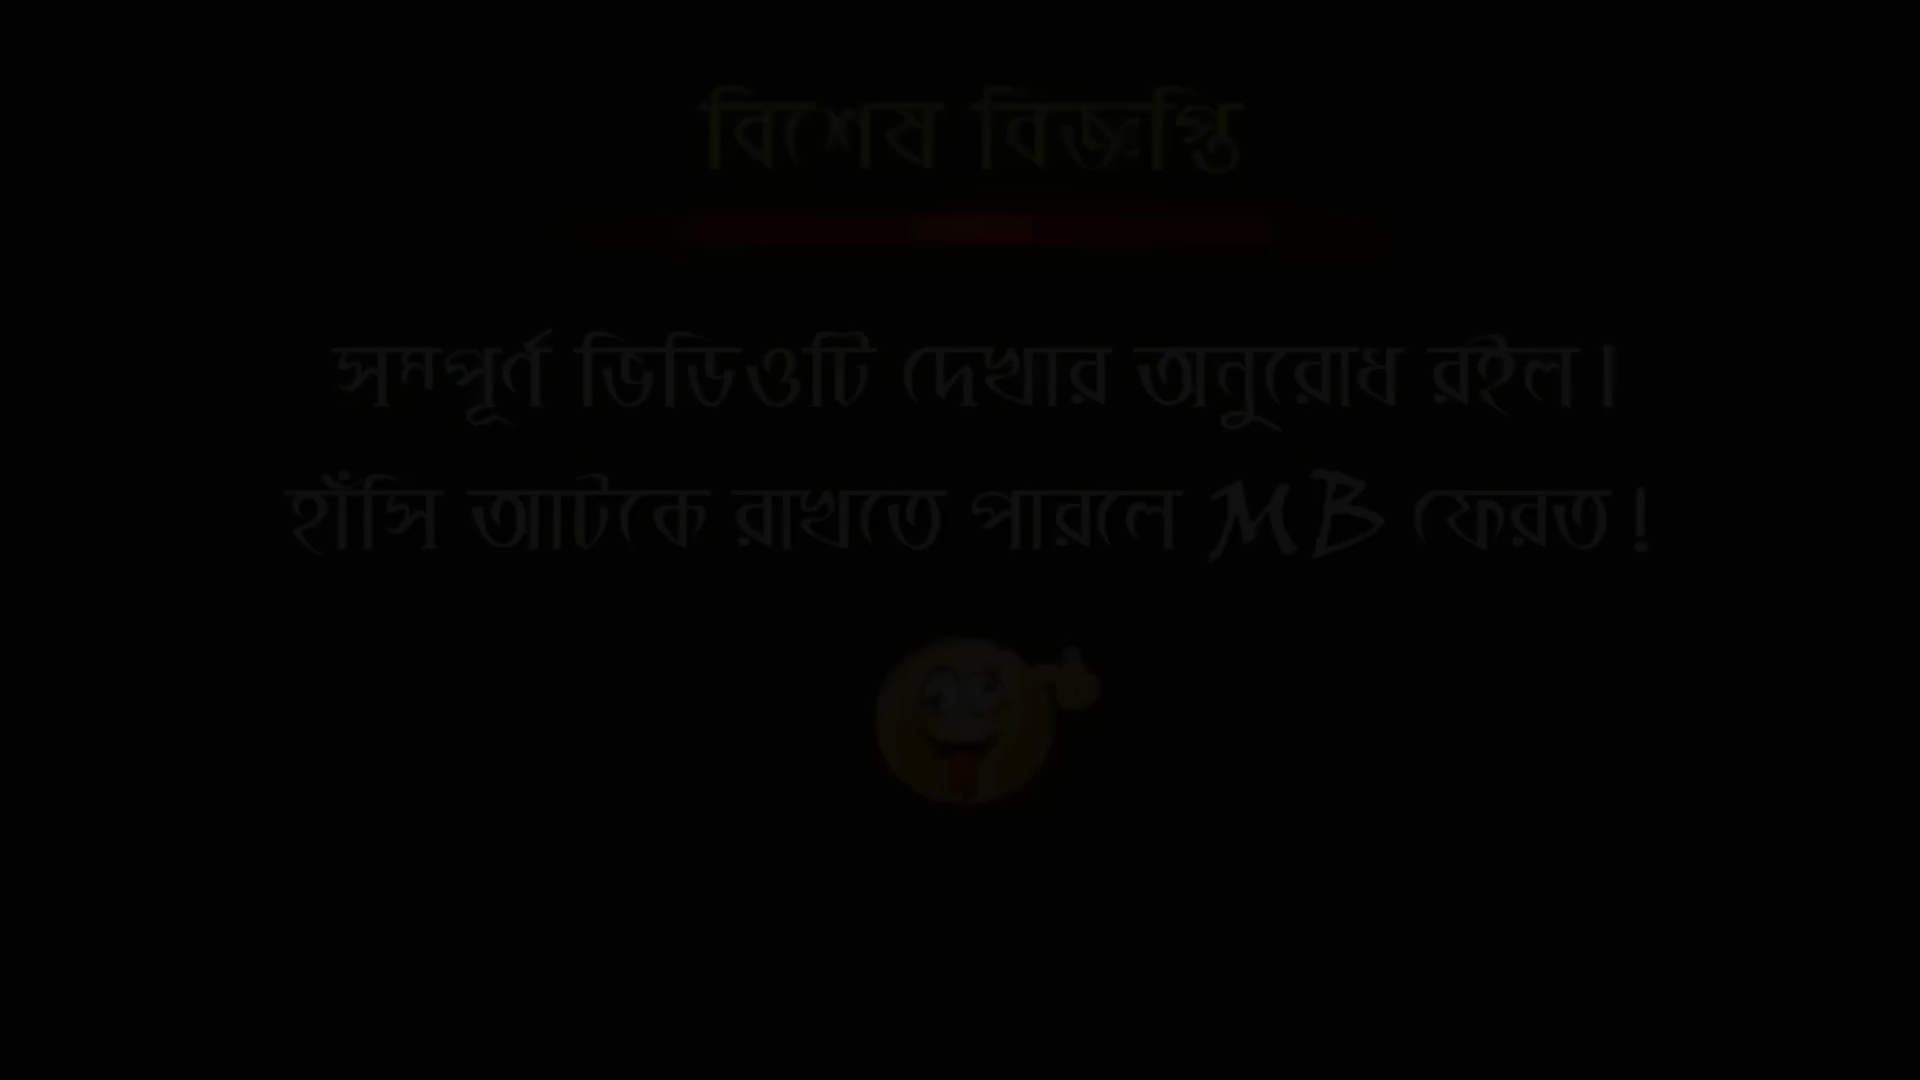 বিশেষ বিজ্ঞপ্তি
সম্পূর্ণ ভিডিওটি দেখার অনুরোধ রইল।
হাঁসি আটকে রাখতে পারলে MB ফেরত!